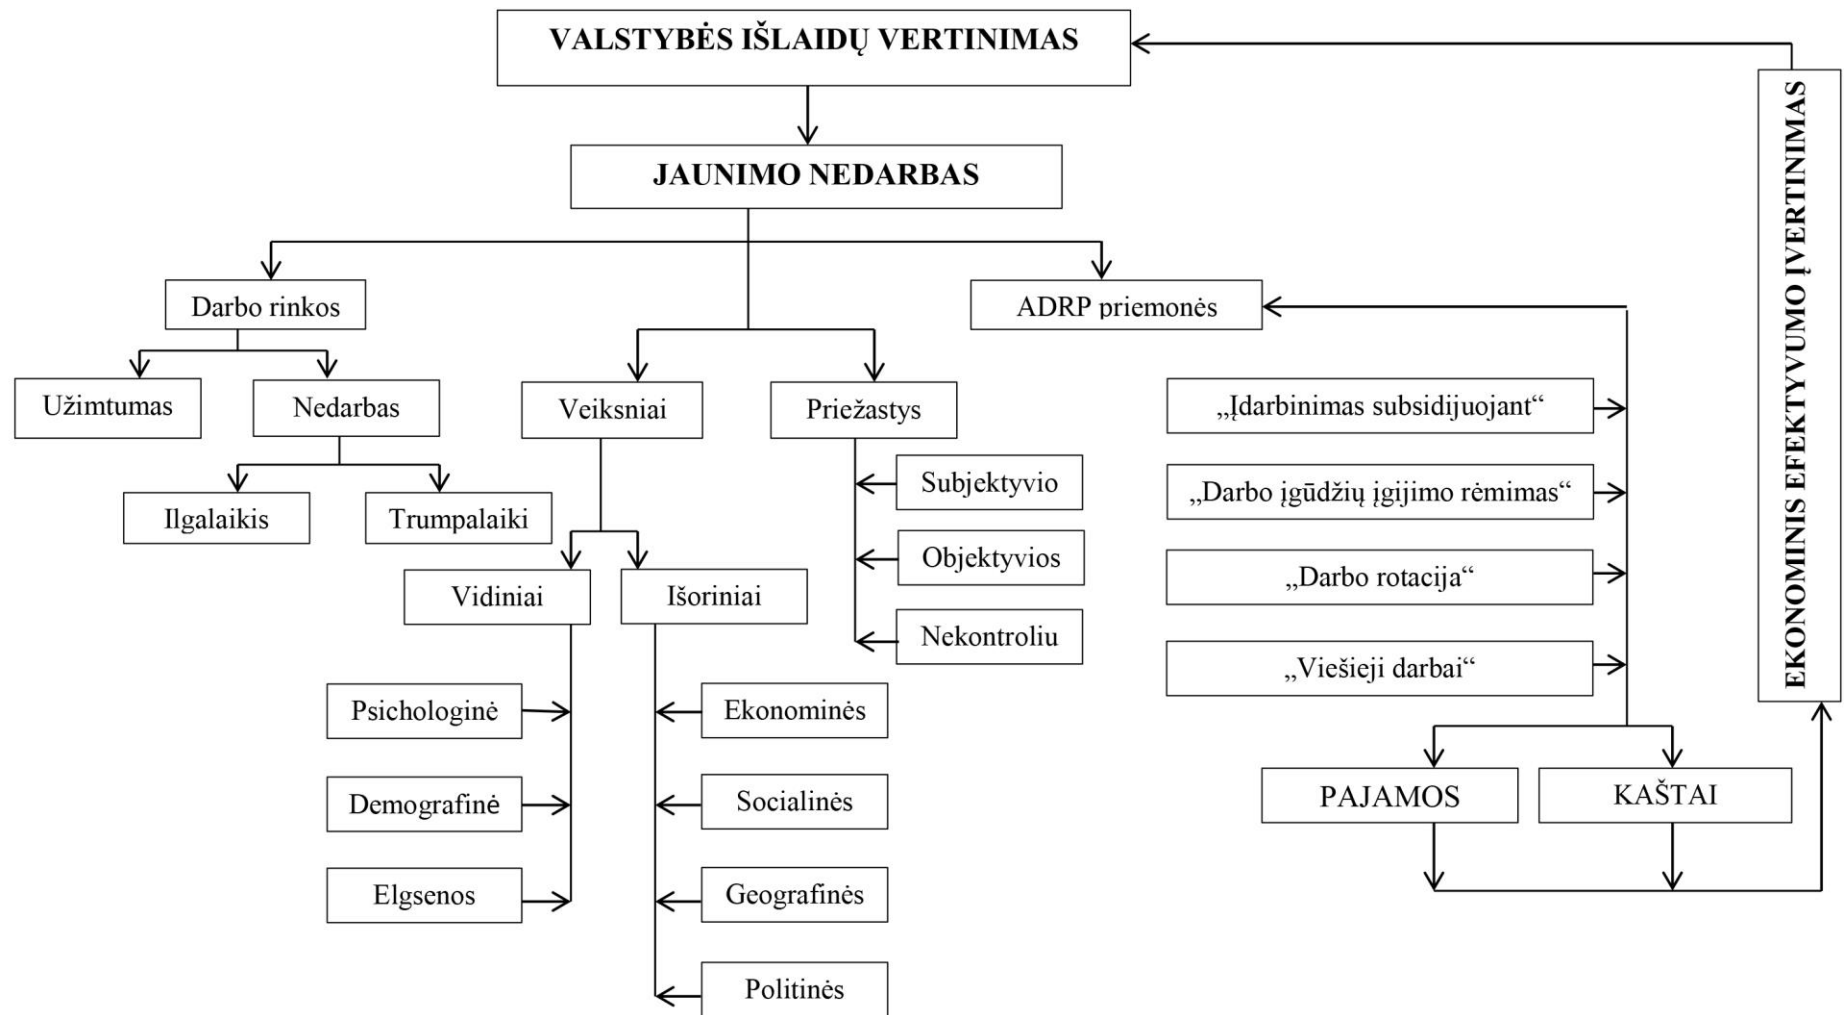 VALSTYBĖS IŠLAIDŲ VERTINIMAS
JAUNIMO NEDARBAS
EKONOMINIS EFEKTYVUMO ĮVERTINIMAS
Darbo rinkos
ADRP priemonės
Užimtumas
Nedarbas
Veiksniai
Priežastys
„Įdarbinimas subsidijuojant“
Ilgalaikis
Trumpalaiki
Subjektyvio
„Darbo įgūdžių įgijimo rėmimas“
Objektyvios
„Darbo rotacija“
Vidiniai
Išoriniai
Nekontroliu
„Viešieji darbai“
Psichologinė
Ekonominės
Demografinė
Socialinės
PAJAMOS
KAŠTAI
Elgsenos
Geografinės
Politinės